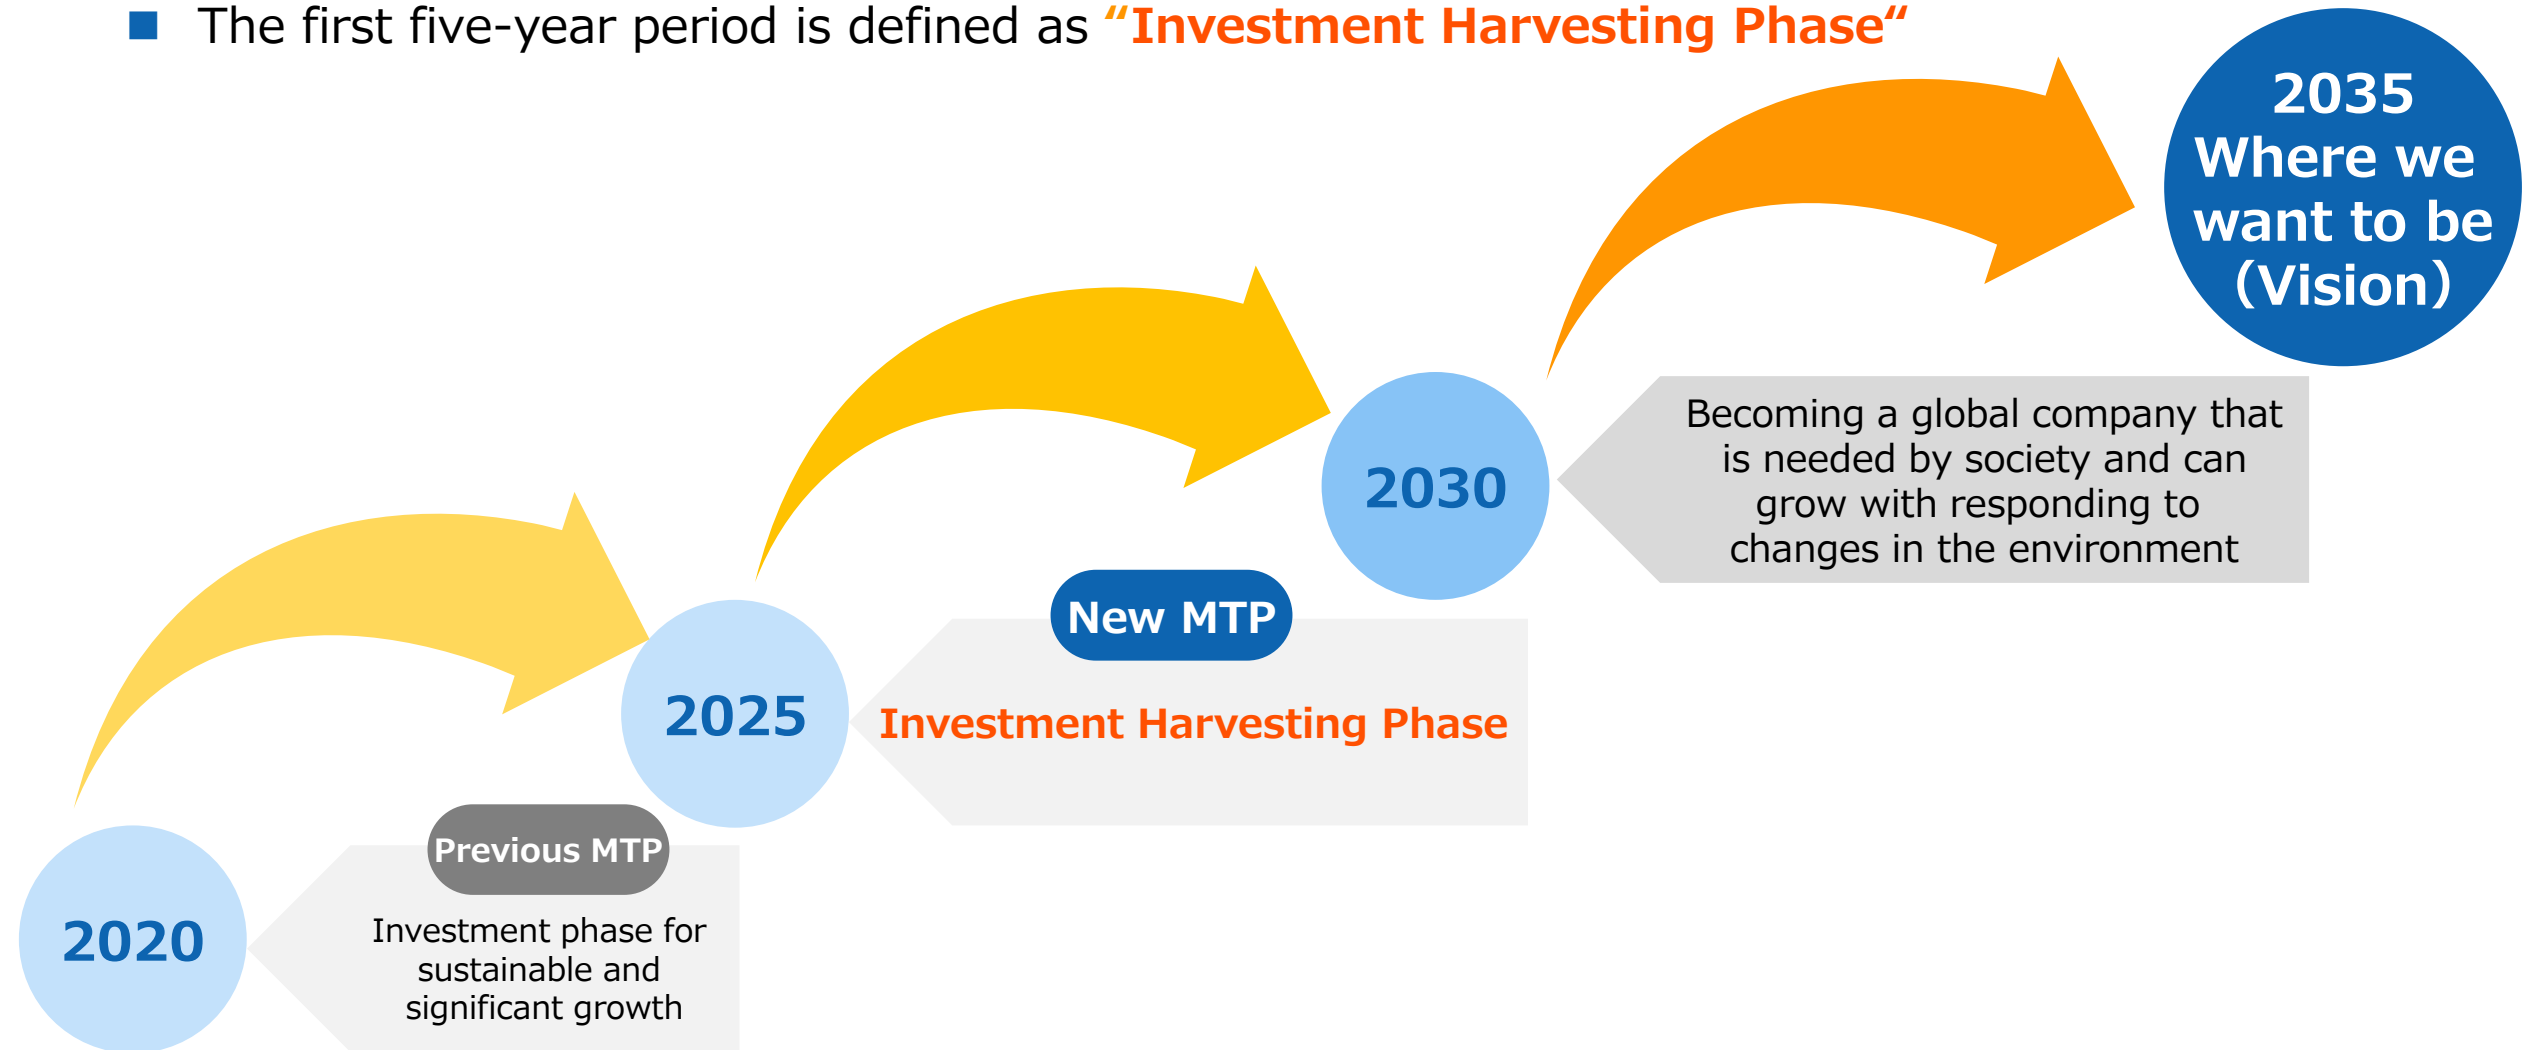 The first five-year period is defined as “Investment Harvesting Phase“
2035
Where we
want to be
(Vision)
2030
Becoming a global company that
is needed by society and can
grow with responding to
changes in the environment
New MTP
2025
Investment Harvesting Phase
Previous MTP
2020
Investment phase for
sustainable and
significant growth